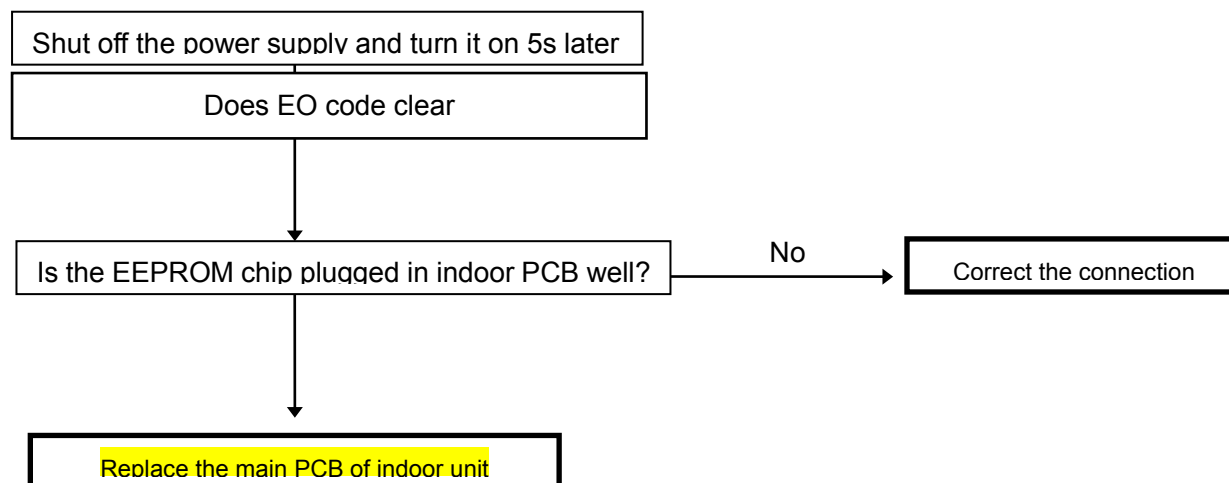 Shut off the power supply and turn it on 5s later
Does EO code clear
Is the EEPROM chip plugged in indoor PCB well?
No
Correct the connection
Replace the main PCB of indoor unit